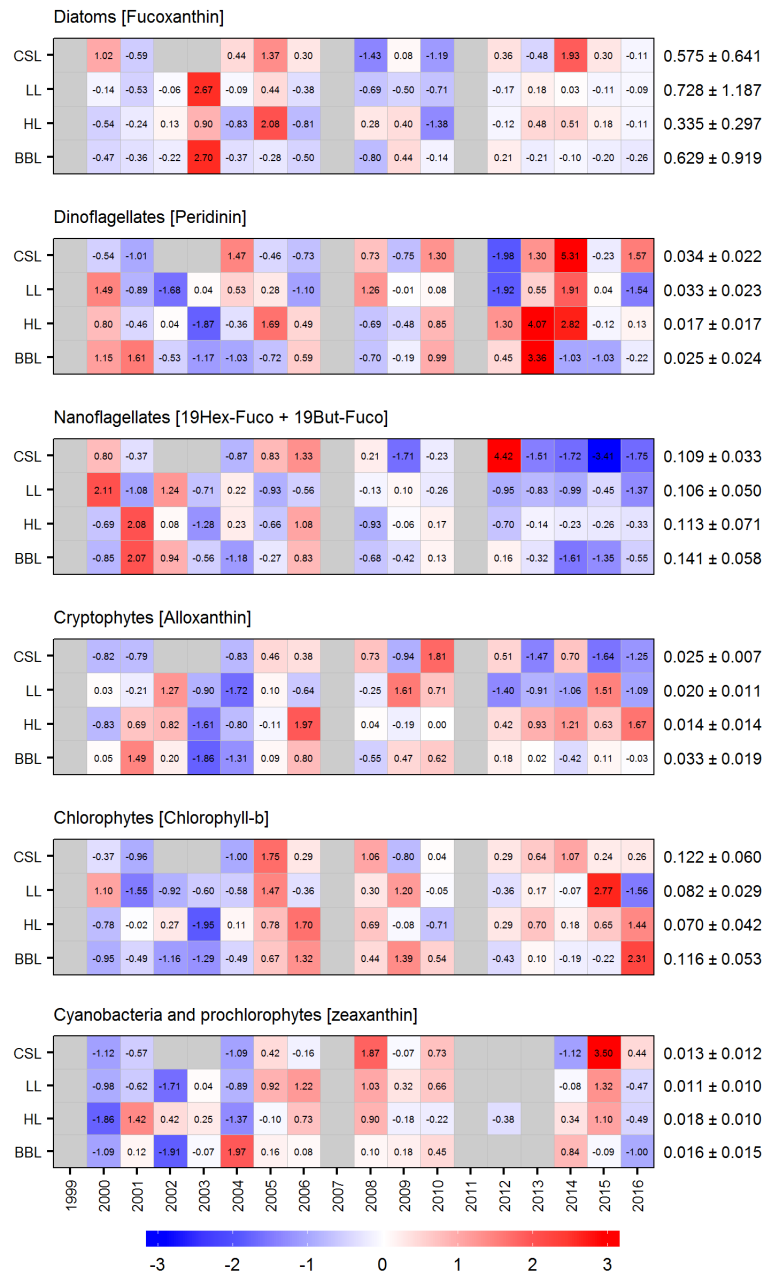 Diatoms [Fucoxanthin]
CSL 1.02 -0.59 0.44 1.37 0.30 -1.43 0.08 -1.19 0.36 -0.48 1.93 0.30 -0.11 0.575 ± 0.641
LL -0.14 -0.53 -0.06 2.67 -0.09 0.44 -0.38 -0.69 -0.50 -0.71 -0.17 0.18 0.03 -0.11 -0.09 0.728 ± 1.187
HL -0.54 -0.24 0.13 0.90 -0.83 2.08 -0.81 0.28 0.40 -1.38 -0.12 0.48 0.51 0.18 -0.11 0.335 ± 0.297
BBL -0.47 -0.36 -0.22 2.70 -0.37 -0.28 -0.50 -0.80 0.44 -0.14 0.21 -0.21 -0.10 -0.20 -0.26 0.629 ± 0.919
Dinoflagellates [Peridinin]
CSL -0.54 -1.01 1.47 -0.46 -0.73 0.73 -0.75 1.30 -1.98 1.30 5.31 -0.23 1.57 0.034 ± 0.022
LL 1.49 -0.89 -1.68 0.04 0.53 0.28 -1.10 1.26 -0.01 0.08 -1.92 0.55 1.91 0.04 -1.54 0.033 ± 0.023
HL 0.80 -0.46 0.04 -1.87 -0.36 1.69 0.49 -0.69 -0.48 0.85 1.30 4.07 2.82 -0.12 0.13 0.017 ± 0.017
BBL 1.15 1.61 -0.53 -1.17 -1.03 -0.72 0.59 -0.70 -0.19 0.99 0.45 3.36 -1.03 -1.03 -0.22 0.025 ± 0.024
Nanoflagellates [19Hex-Fuco + 19But-Fuco]
CSL 0.80 -0.37 -0.87 0.83 1.33 0.21 -1.71 -0.23 4.42 -1.51 -1.72 -1.75 0.109 ± 0.033
LL 2.11 -1.08 1.24 -0.71 0.22 -0.93 -0.56 -0.13 0.10 -0.26 -0.95 -0.83 -0.99 -0.45 -1.37 0.106 ± 0.050
HL -0.69 2.08 0.08 -1.28 0.23 -0.66 1.08 -0.93 -0.06 0.17 -0.70 -0.14 -0.23 -0.26 -0.33 0.113 ± 0.071
BBL -0.85 2.07 0.94 -0.56 -1.18 -0.27 0.83 -0.68 -0.42 0.13 0.16 -0.32 -1.61 -1.35 -0.55 0.141 ± 0.058
Cryptophytes [Alloxanthin]
CSL -0.82 -0.79 -0.83 0.46 0.38 0.73 -0.94 1.81 0.51 -1.47 0.70 -1.64 -1.25 0.025 ± 0.007
LL 0.03 -0.21 1.27 -0.90 -1.72 0.10 -0.64 -0.25 1.61 0.71 -1.40 -0.91 -1.06 1.51 -1.09 0.020 ± 0.011
HL -0.83 0.69 0.82 -1.61 -0.80 -0.11 1.97 0.04 -0.19 0.00 0.42 0.93 1.21 0.63 1.67 0.014 ± 0.014
BBL 0.05 1.49 0.20 -1.86 -1.31 0.09 0.80 -0.55 0.47 0.62 0.18 0.02 -0.42 0.11 -0.03 0.033 ± 0.019
Chlorophytes [Chlorophyll-b]
CSL -0.37 -0.96 -1.00 1.75 0.29 1.06 -0.80 0.04 0.29 0.64 1.07 0.24 0.26 0.122 ± 0.060
LL 1.10 -1.55 -0.92 -0.60 -0.58 1.47 -0.36 0.30 1.20 -0.05 -0.36 0.17 -0.07 2.77 -1.56 0.082 ± 0.029
HL -0.78 -0.02 0.27 -1.95 0.11 0.78 1.70 0.69 -0.08 -0.71 0.29 0.70 0.18 0.65 1.44 0.070 ± 0.042
BBL -0.95 -0.49 -1.16 -1.29 -0.49 0.67 1.32 0.44 1.39 0.54 -0.43 0.10 -0.19 -0.22 2.31 0.116 ± 0.053
Cyanobacteria and prochlorophytes [zeaxanthin]
CSL -1.12 -0.57 -1.09 0.42 -0.16 1.87 -0.07 0.73 -1.12 3.50 0.44 0.013 ± 0.012
LL -0.98 -0.62 -1.71 0.04 -0.89 0.92 1.22 1.03 0.32 0.66 -0.08 1.32 -0.47 0.011 ± 0.010
HL -1.86 1.42 0.42 0.25 -1.37 -0.10 0.73 0.90 -0.18 -0.22 -0.38 0.34 1.10 -0.49 0.018 ± 0.010
BBL -1.09 0.12 -1.91 -0.07 1.97 0.16 0.08 0.10 0.18 0.45 0.84 -0.09 -1.00 0.016 ± 0.015
1999 2000 2001 2002 2003 2004 2005 2006 2007 2008 2009 2010 2011 2012 2013 2014 2015 2016
-3 -2 -1 0 1 2 3